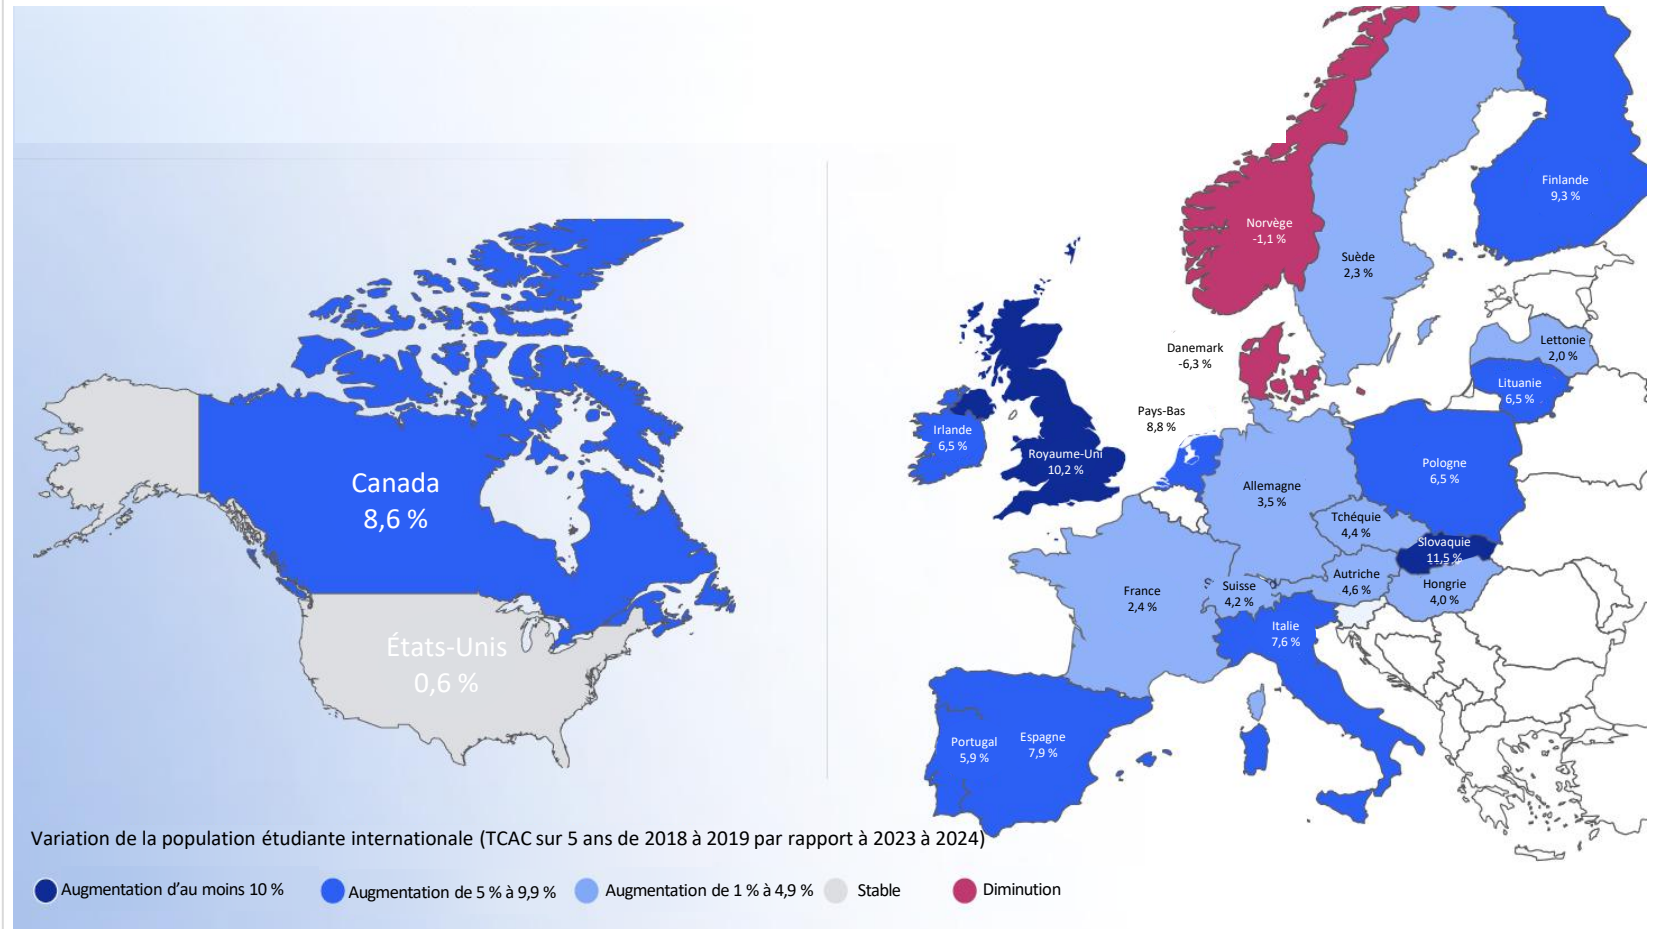 Finlande
9,3 %
Norvège
-1,1 %
Suède
2,3 %
Danemark
-6,3 %
Lettonie
2,0 %
Lituanie
6,5 %
Pays-Bas
8,8 %
Irlande
6,5 %
Royaume-Uni
10,2 %
Pologne
6,5 %
Allemagne
3,5 %
Tchéquie
4,4 %
Slovaquie
11,5 %
Autriche
4,6 %
Hongrie
4,0 %
Suisse
4,2 %
France
2,4 %
Italie
7,6 %
Portugal
5,9 %
Espagne
7,9 %
Canada
8,6 %
États-Unis
0,6 %
Variation de la population étudiante internationale (TCAC sur 5 ans de 2018 à 2019 par rapport à 2023 à 2024)
Augmentation d’au moins 10 %
Augmentation de 5 % à 9,9 %
Augmentation de 1 % à 4,9 %
Stable
Diminution